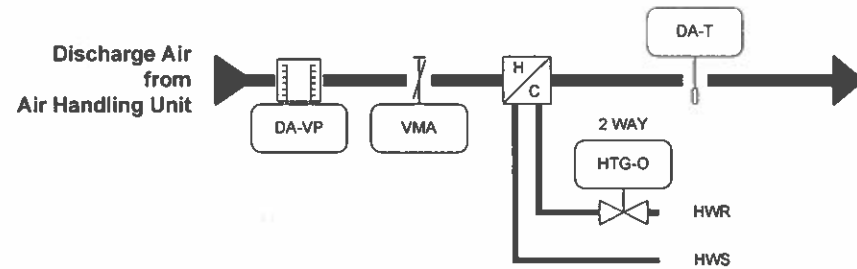 DA-T
Discharge Air
from
Air Handling Unit
H
C
DA-VP
VMA
2 WAY
HTG-O
HWR
HWS